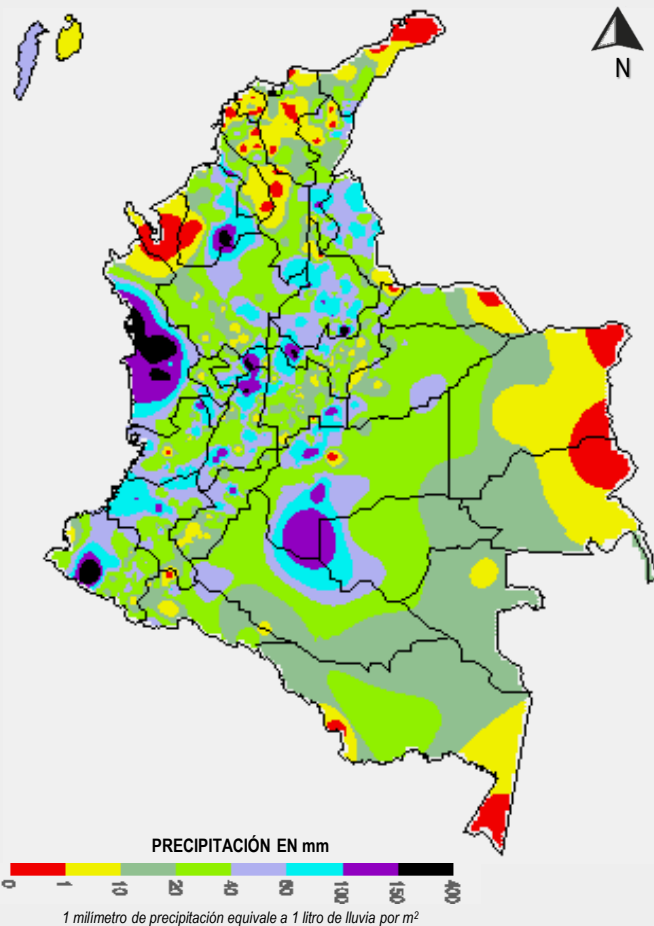 N
PRECIPITACIÓN EN mm
0 1 10 20 40 60 100 150 400
1 milímetro de precipitación equivale a 1 litro de lluvia por m²